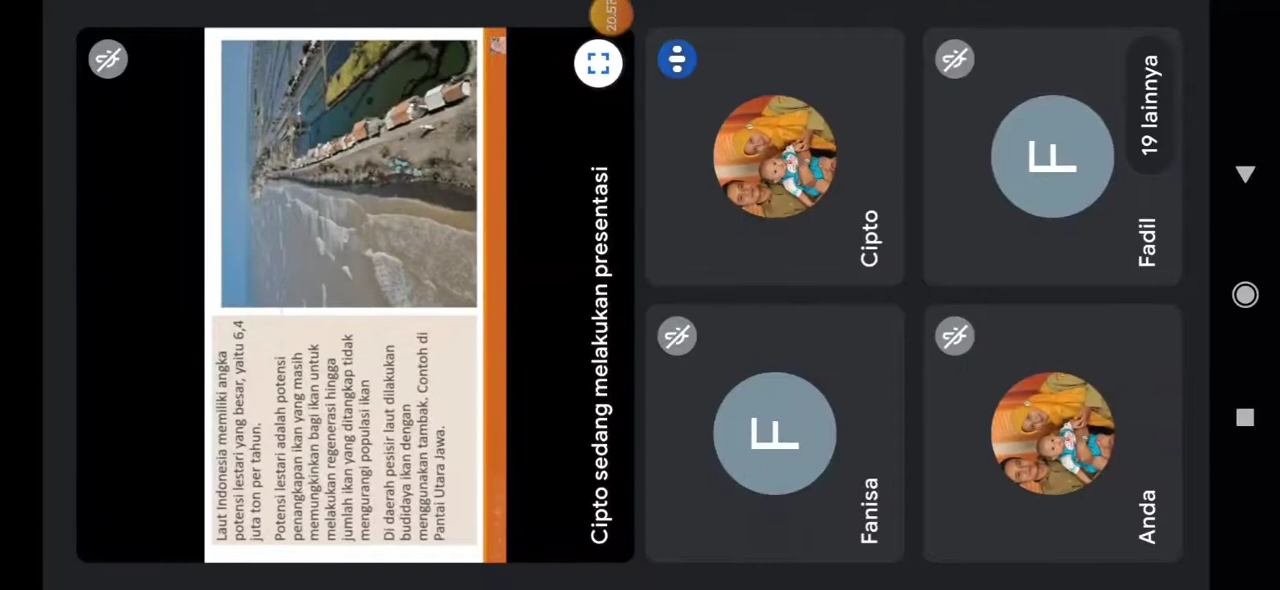 20.57
Laut Indonesia memiliki angka
potensi lestari yang besar, yaitu 6,4
juta ton per tahun.
Potensi lestari adalah potensi
penangkapan ikan yang masih
memungkinkan bagi ikan untuk
melakukan regenerasi hingga
jumlah ikan yang ditangkap tidak
mengurangi populasi ikan
Di daerah pesisir laut dilakukan
budidaya ikan dengan
menggunakan tambak. Contoh di
Pantai Utara Jawa.
Cipto sedang melakukan presentasi
F
Fanisa
Cipto
Anda
F
Fadil
19 lainnya